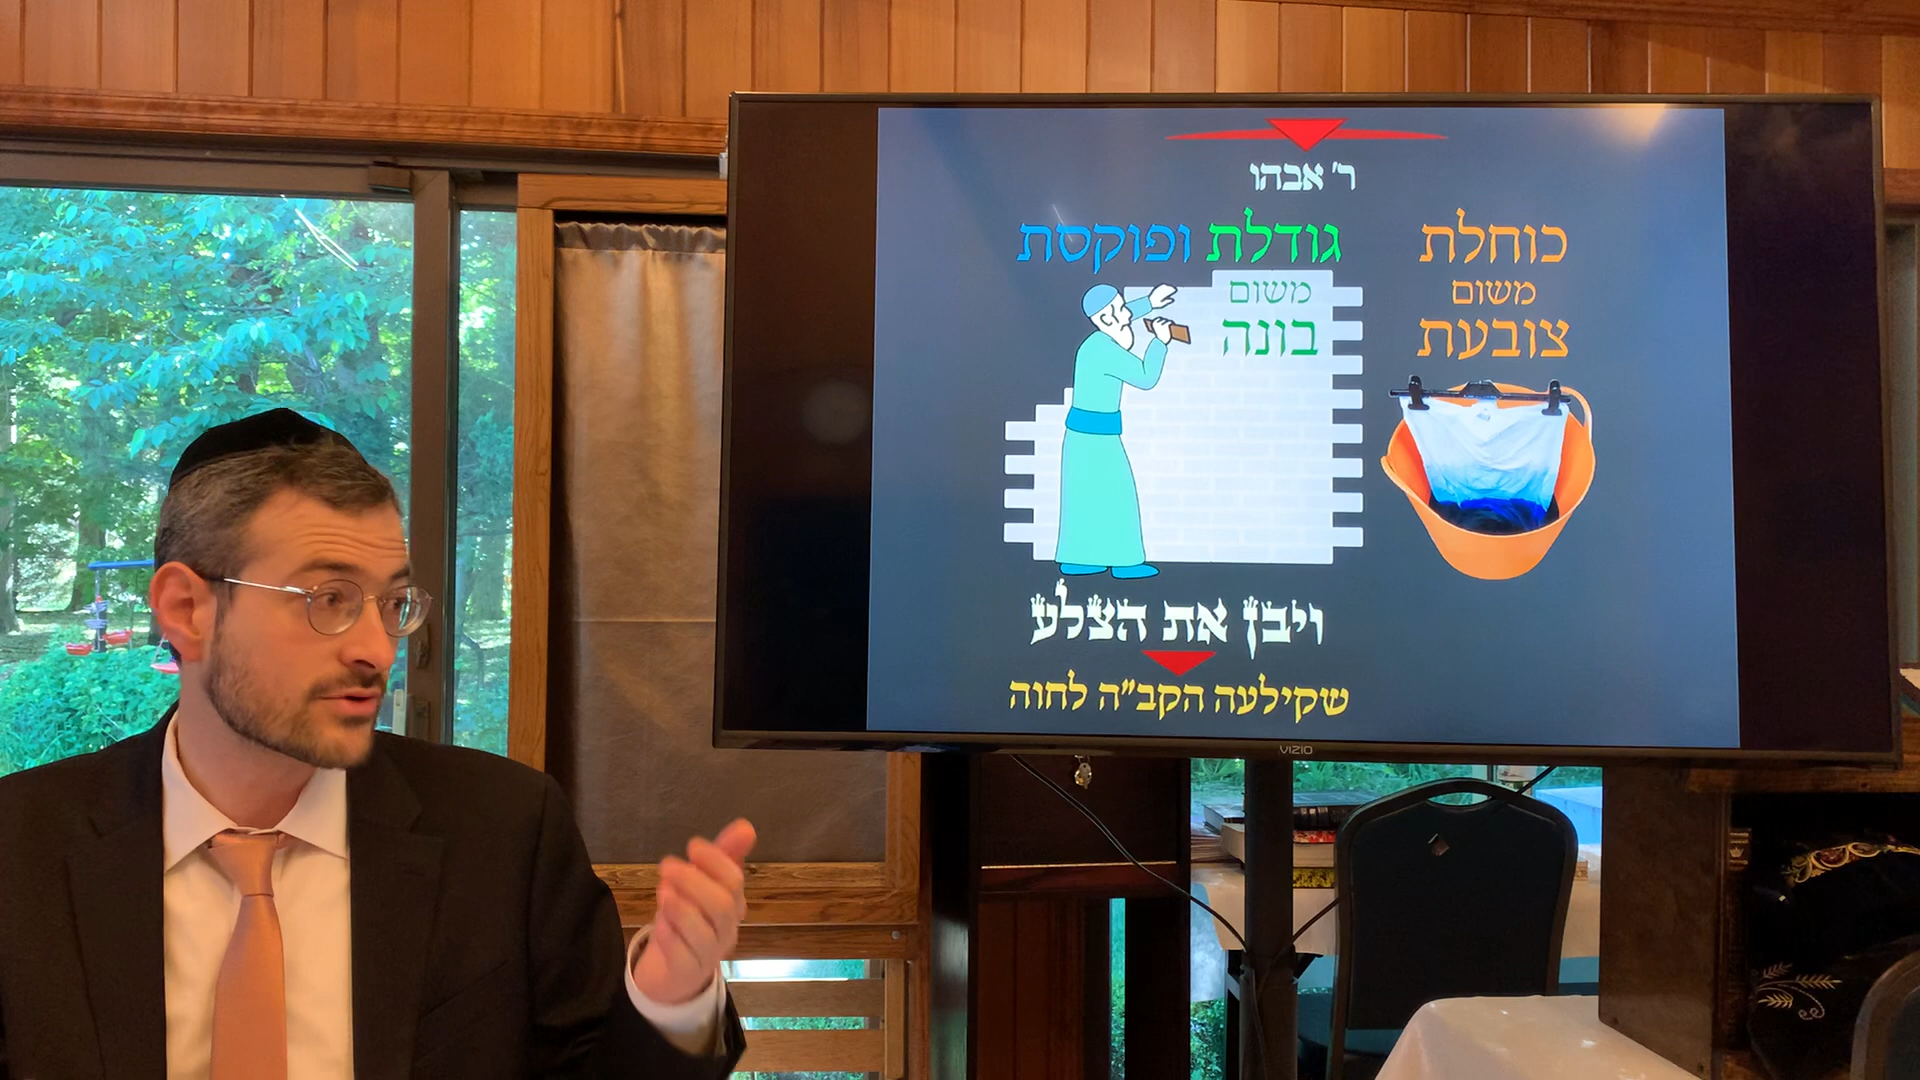 ר' אבהו
כוחלת
משום
צובעת
גודלת ופוקסת
משום
בונה
ויבן את הצלע
שקילעה הקב"ה לחוה
VIZIO